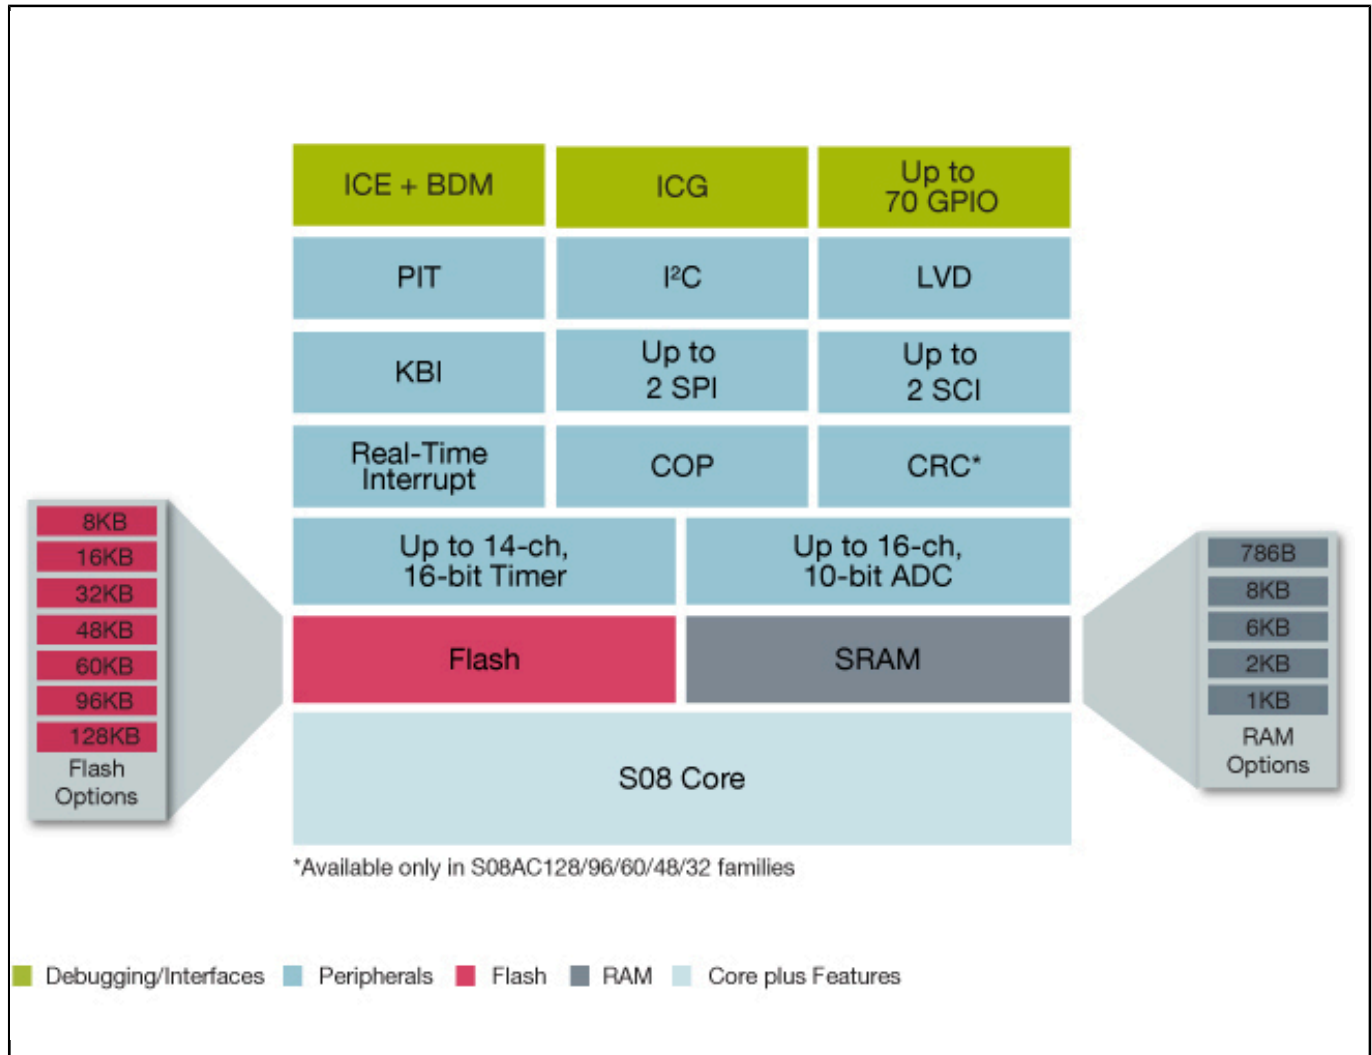 ICE + BDM
ICG
Up to
70 GPIO
PIT
I²C
LVD
KBI
Up to
2 SPI
Up to
2 SCI
Real-Time
Interrupt
COP
CRC*
Up to 14-ch,
16-bit Timer
Up to 16-ch,
10-bit ADC
Flash
SRAM
S08 Core
8KB
16KB
32KB
48KB
60KB
96KB
128KB
Flash
Options
786B
8KB
6KB
2KB
1KB
RAM
Options
*Available only in S08AC128/96/60/48/32 families
Debugging/Interfaces
Peripherals
Flash
RAM
Core plus Features